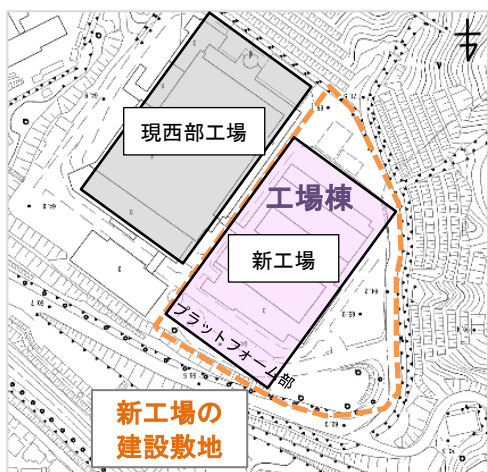 現西部工場
工場棟
新工場
プラットフォーム部
新工場の
建設敷地